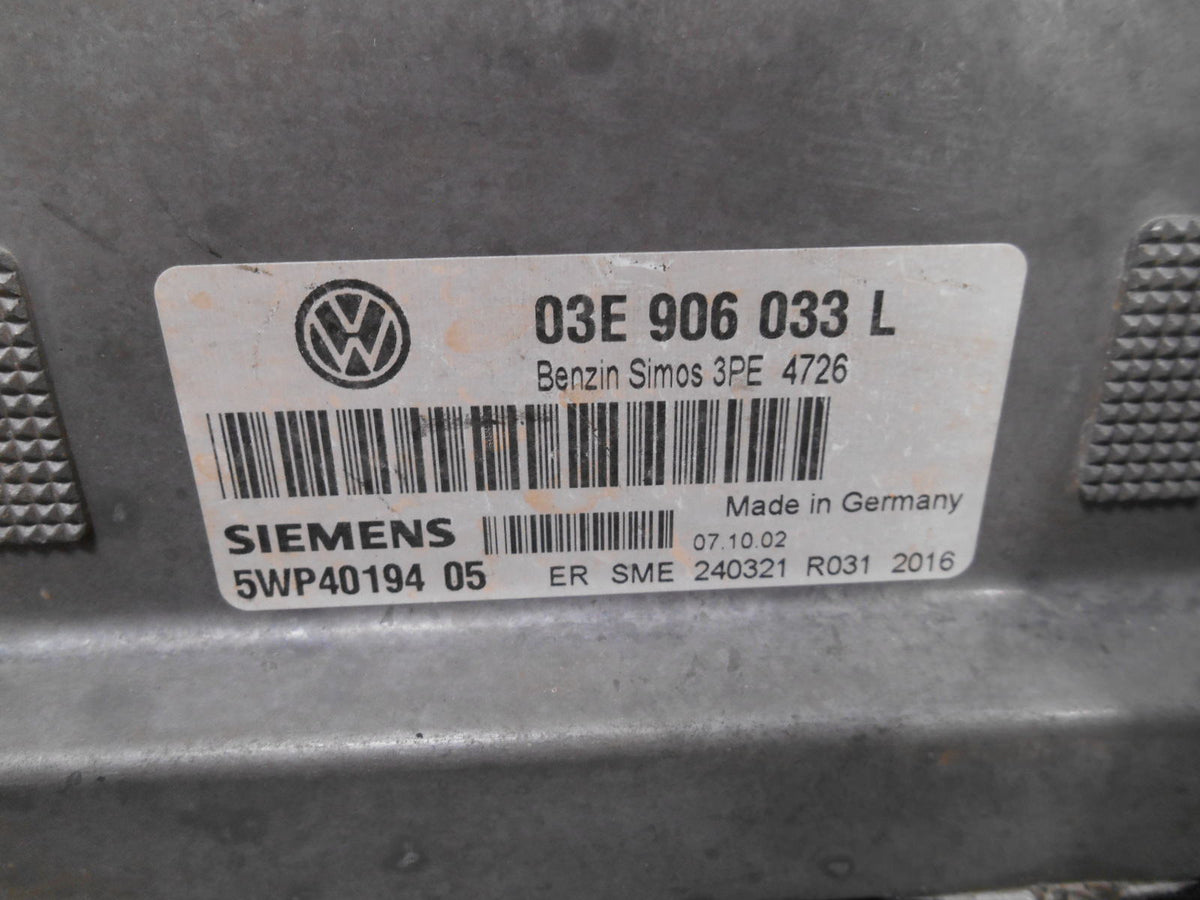 VW
03E 906 033 L
Benzin Simos 3PE 4726
Made in Germany
SIEMENS
07.10.02
5WP40194 05
ER SME 240321 R031 2016